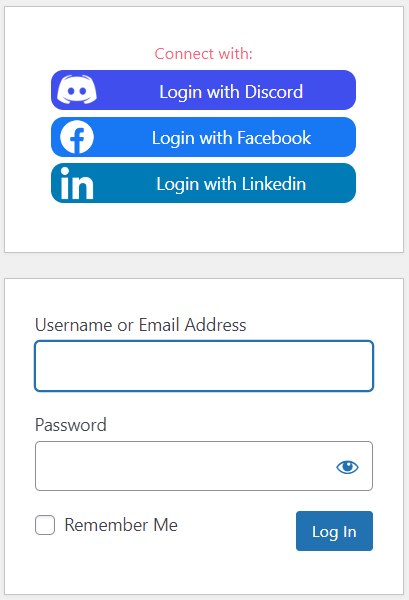 Connect with:
Login with Discord
Login with Facebook
in Login with Linkedin
Username or Email Address
Password
Remember Me
Log In